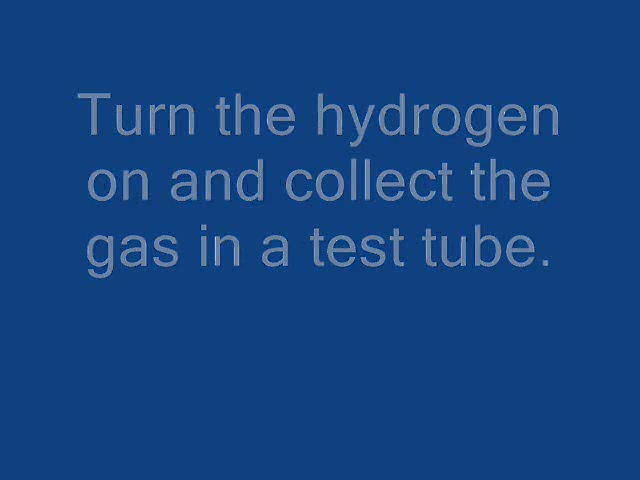 Turn the hydrogen
on and collect the
gas in a test tube.